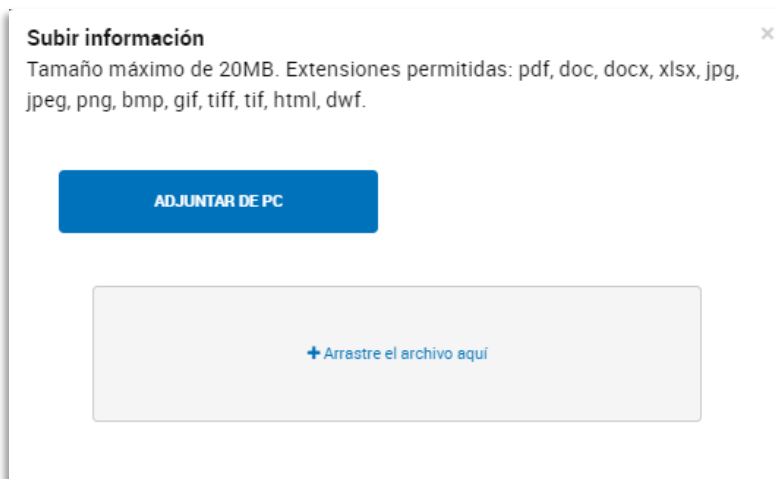 Subir información
Tamaño máximo de 20MB. Extensiones permitidas: pdf, doc, docx, xlsx, jpg,
jpeg, png, bmp, gif, tiff, tif, html, dwf.
ADJUNTAR DE PC
+ Arrastre el archivo aquí